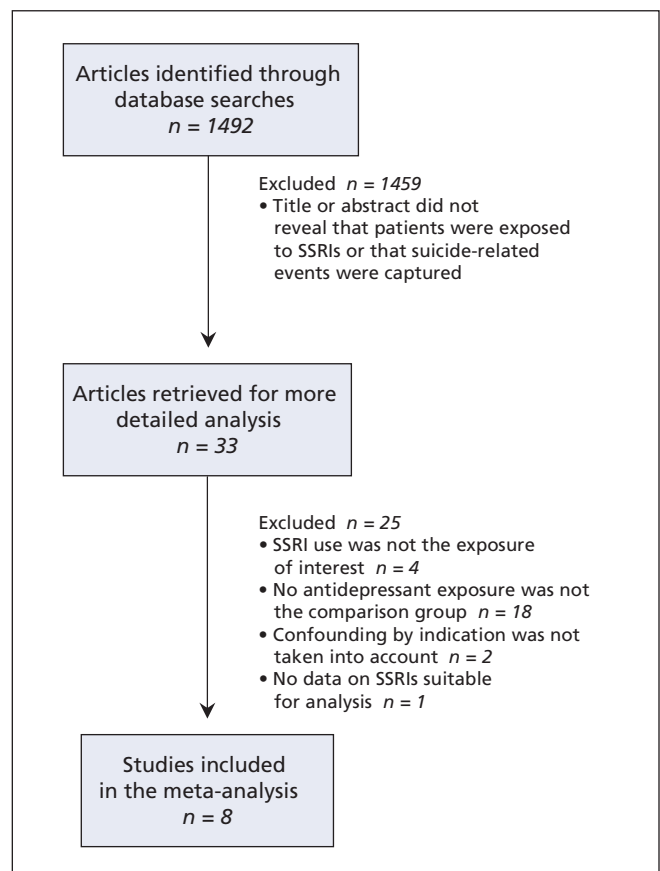 Articles identified through
database searches
n = 1492
Excluded n = 1459
• Title or abstract did not
reveal that patients were exposed
to SSRIs or that suicide-related
events were captured
Articles retrieved for more
detailed analysis
n = 33
Excluded n = 25
• SSRI use was not the exposure
of interest n = 4
• No antidepressant exposure was not
the comparison group n = 18
• Confounding by indication was not
taken into account n = 2
• No data on SSRIs suitable
for analysis n = 1
Studies included
in the meta-analysis
n = 8